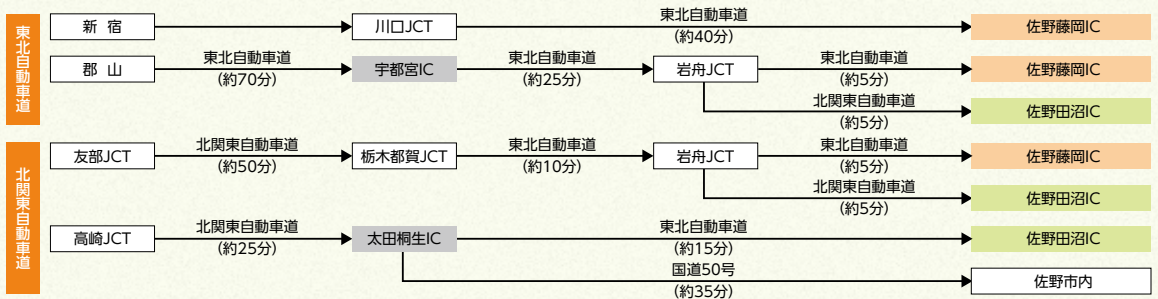 東北自動車道
新 宿
川口JCT
東北自動車道
(約40分)
佐野藤岡IC
郡 山
東北自動車道
(約70分)
宇都宮IC
東北自動車道
(約25分)
岩舟JCT
東北自動車道
(約5分)
佐野藤岡IC
北関東自動車道
(約5分)
佐野田沼IC
北関東自動車道
友部JCT
北関東自動車道
(約50分)
栃木都賀JCT
東北自動車道
(約10分)
岩舟JCT
東北自動車道
(約5分)
佐野藤岡IC
北関東自動車道
(約5分)
佐野田沼IC
高崎JCT
北関東自動車道
(約25分)
太田桐生IC
東北自動車道
(約15分)
佐野田沼IC
国道50号
(約35分)
佐野市内